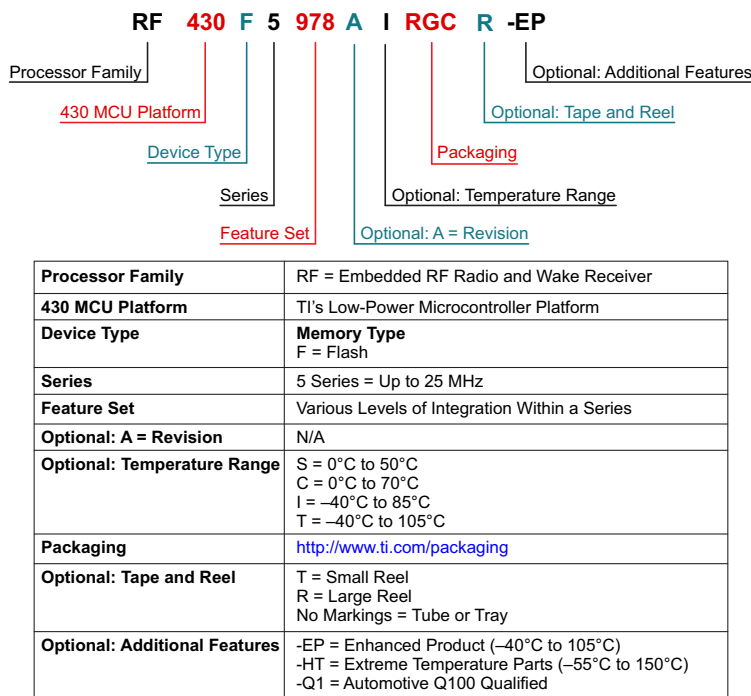 RF 430 F 5 978 A I RGC R -EP
Processor Family
Optional: Additional Features
430 MCU Platform
Optional: Tape and Reel
Device Type
Packaging
Series
Optional: Temperature Range
Feature Set
Optional: A = Revision
Processor Family RF = Embedded RF Radio and Wake Receiver
430 MCU Platform TI's Low-Power Microcontroller Platform
Device Type Memory Type
F = Flash
Series 5 Series = Up to 25 MHz
Feature Set Various Levels of Integration Within a Series
Optional: A = Revision N/A
Optional: Temperature Range S = 0°C to 50°C
C = 0°C to 70°C
I = –40°C to 85°C
T = –40°C to 105°C
Packaging http://www.ti.com/packaging
Optional: Tape and Reel T = Small Reel
R = Large Reel
No Markings = Tube or Tray
Optional: Additional Features -EP = Enhanced Product (–40°C to 105°C)
-HT = Extreme Temperature Parts (–55°C to 150°C)
-Q1 = Automotive Q100 Qualified